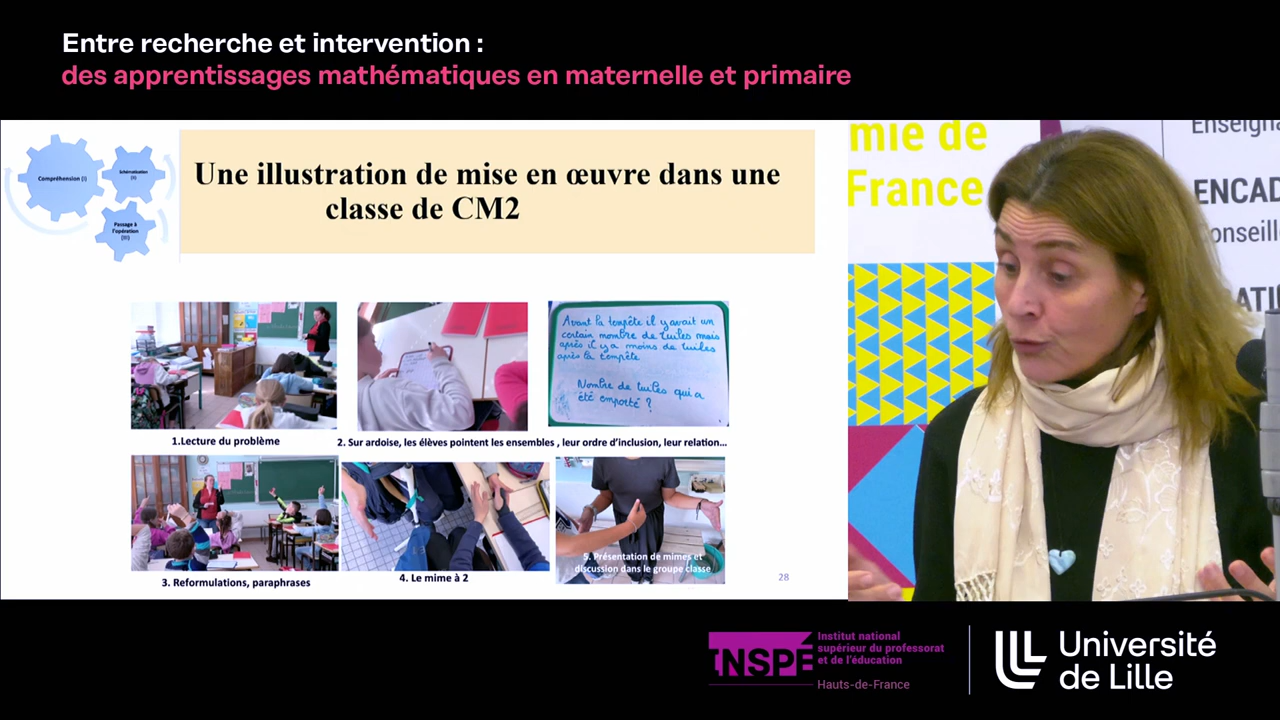 Entre recherche et intervention :
des apprentissages mathématiques en maternelle et primaire
Compréhension (I)
Schématisation
(II)
Passage à
l'opération
(III)
Une illustration de mise en œuvre dans une
classe de CM2
Avant la tempête il y avait un
certain nombre de tuiles mais
après il y a moins de tuiles
après la tempête.
Nombre de tuiles qui a
été emporté ?
1.Lecture du problème
2. Sur ardoise, les élèves pointent les ensembles , leur ordre d'inclusion, leur relation...
3. Reformulations, paraphrases
4. Le mime à 2
5. Présentation de mimes et
discussion dans le groupe classe
28
mie de
France
Enseigna
ENCAD
onseille
ATI
INSPÉ
Institut national
supérieur du professorat
et de l'éducation
Hauts-de-France
Université
de Lille